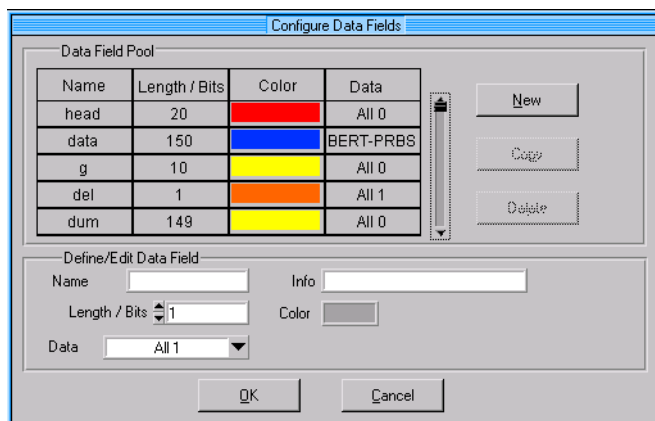 Configure Data Fields
Data Field Pool
Name Length / Bits Color Data
head 20 All 0
data 150 BERT-PRBS
g 10 All 0
del 1 All 1
dum 149 All 0
New
Copy
Delete
Define/Edit Data Field
Name Info
Length / Bits 1 Color
Data All 1
OK Cancel